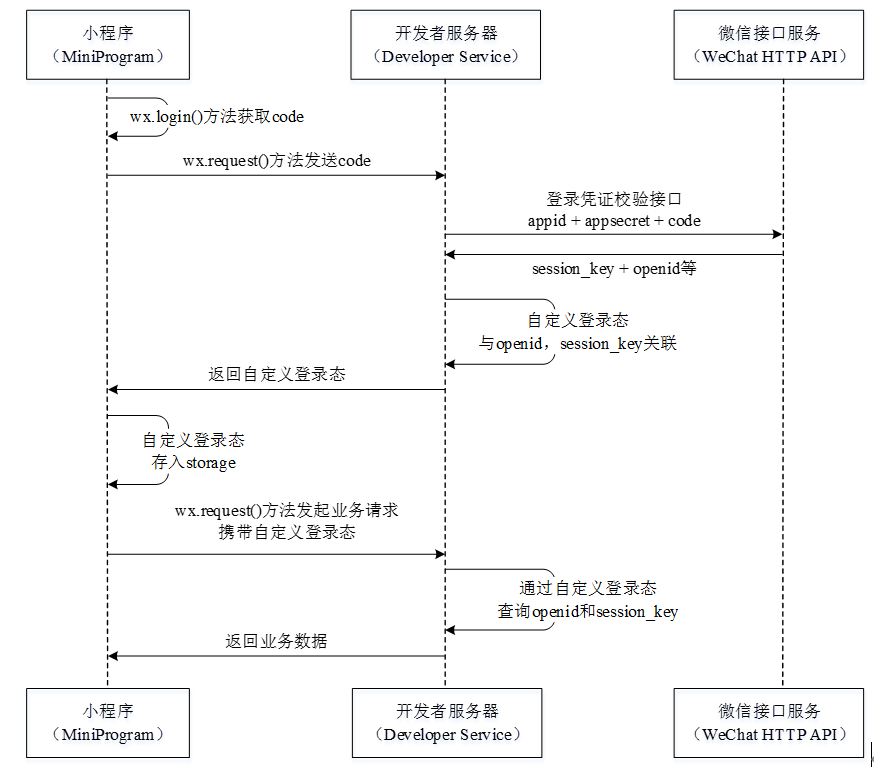 小程序
（MiniProgram）
开发者服务器
（Developer Service）
微信接口服务
（WeChat HTTP API）
wx.login()方法获取code
wx.request()方法发送code
登录凭证校验接口
appid + appsecret + code
session_key + openid等
自定义登录态
与openid，session_key关联
返回自定义登录态
自定义登录态
存入storage
wx.request()方法发起业务请求
携带自定义登录态
通过自定义登录态
查询openid和session_key
返回业务数据
小程序
（MiniProgram）
开发者服务器
（Developer Service）
微信接口服务
（WeChat HTTP API）